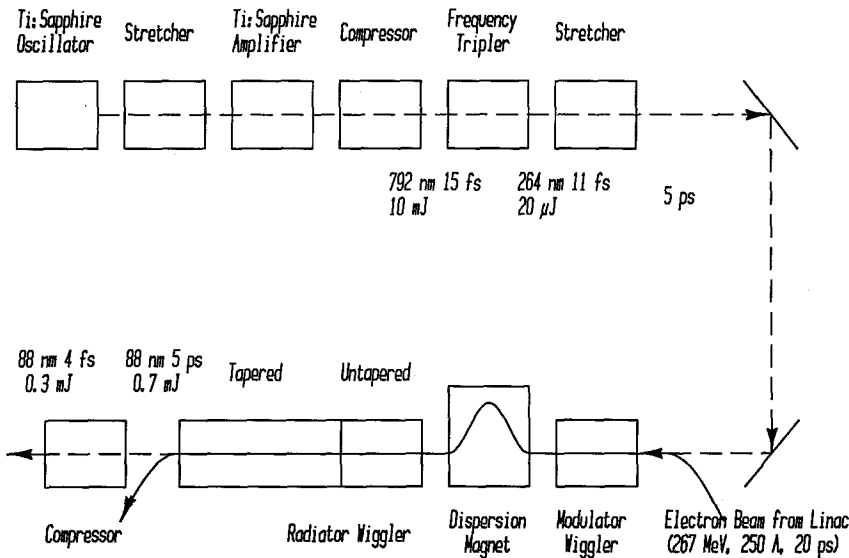 Ti:Sapphire
Oscillator
Stretcher
Ti:Sapphire
Amplifier
Compressor
Frequency
Tripler
Stretcher
792 nm 15 fs
10 mJ
264 nm 11 fs
20 μJ
5 ps
88 nm 4 fs
0.3 mJ
88 nm 5 ps
0.7 mJ
Tapered
Untapered
Compressor
Radiator Wiggler
Dispersion
Magnet
Modulator
Wiggler
Electron Beam from Linac
(267 MeV, 250 A, 20 ps)